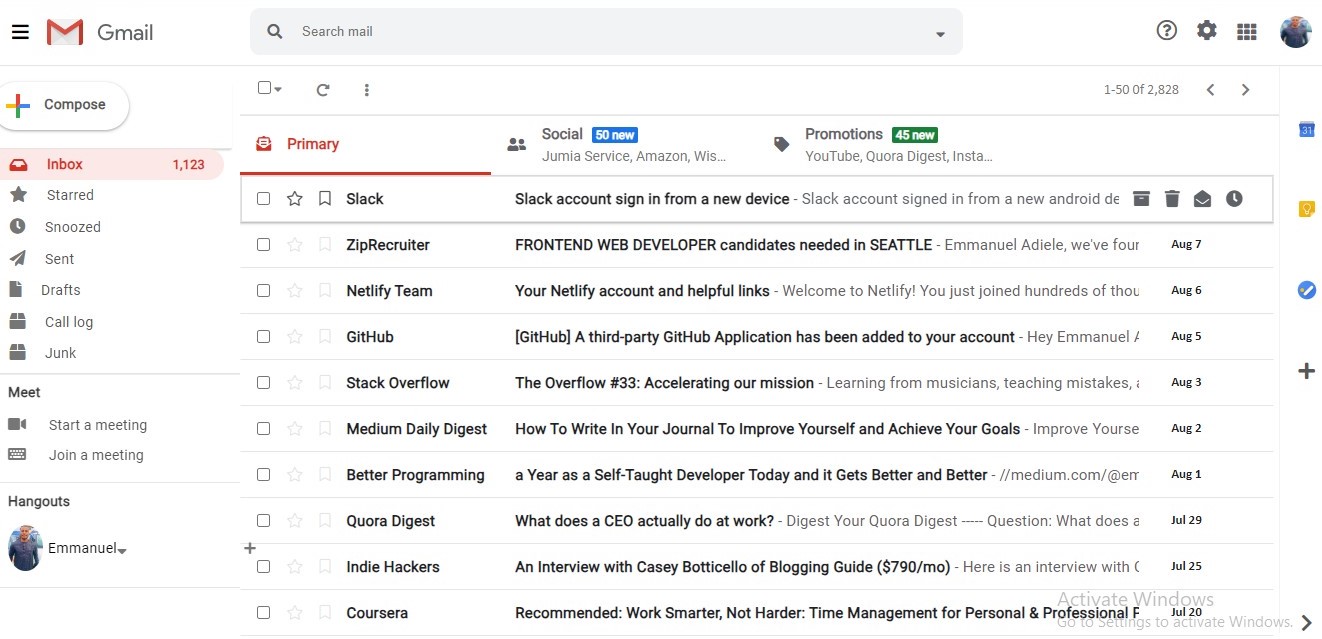 Gmail
Search mail
Compose
1-50 0f 2,828
Inbox 1,123
Starred
Snoozed
Sent
Drafts
Call log
Junk
Meet
Start a meeting
Join a meeting
Hangouts
Emmanuel
Primary
Social 50 new
Jumia Service, Amazon, Wis...
Promotions 45 new
YouTube, Quora Digest, Insta...
Slack Slack account sign in from a new device - Slack account signed in from a new android de
ZipRecruiter FRONTEND WEB DEVELOPER candidates needed in SEATTLE - Emmanuel Adiele, we've four Aug 7
Netlify Team Your Netlify account and helpful links - Welcome to Netlify! You just joined hundreds of thou Aug 6
GitHub [GitHub] A third-party GitHub Application has been added to your account - Hey Emmanuel A Aug 5
Stack Overflow The Overflow #33: Accelerating our mission - Learning from musicians, teaching mistakes, Aug 3
Medium Daily Digest How To Write In Your Journal To Improve Yourself and Achieve Your Goals - Improve Yourse Aug 2
Better Programming a Year as a Self-Taught Developer Today and it Gets Better and Better - //medium.com/@em Aug 1
Quora Digest What does a CEO actually do at work? - Digest Your Quora Digest ----- Question: What does a Jul 29
Indie Hackers An Interview with Casey Botticello of Blogging Guide ($790/mo) - Here is an interview with Jul 25
Coursera Recommended: Work Smarter, Not Harder: Time Management for Personal & Professional Jul 20
31
Activate Windows
Go to Settings to activate Windows.